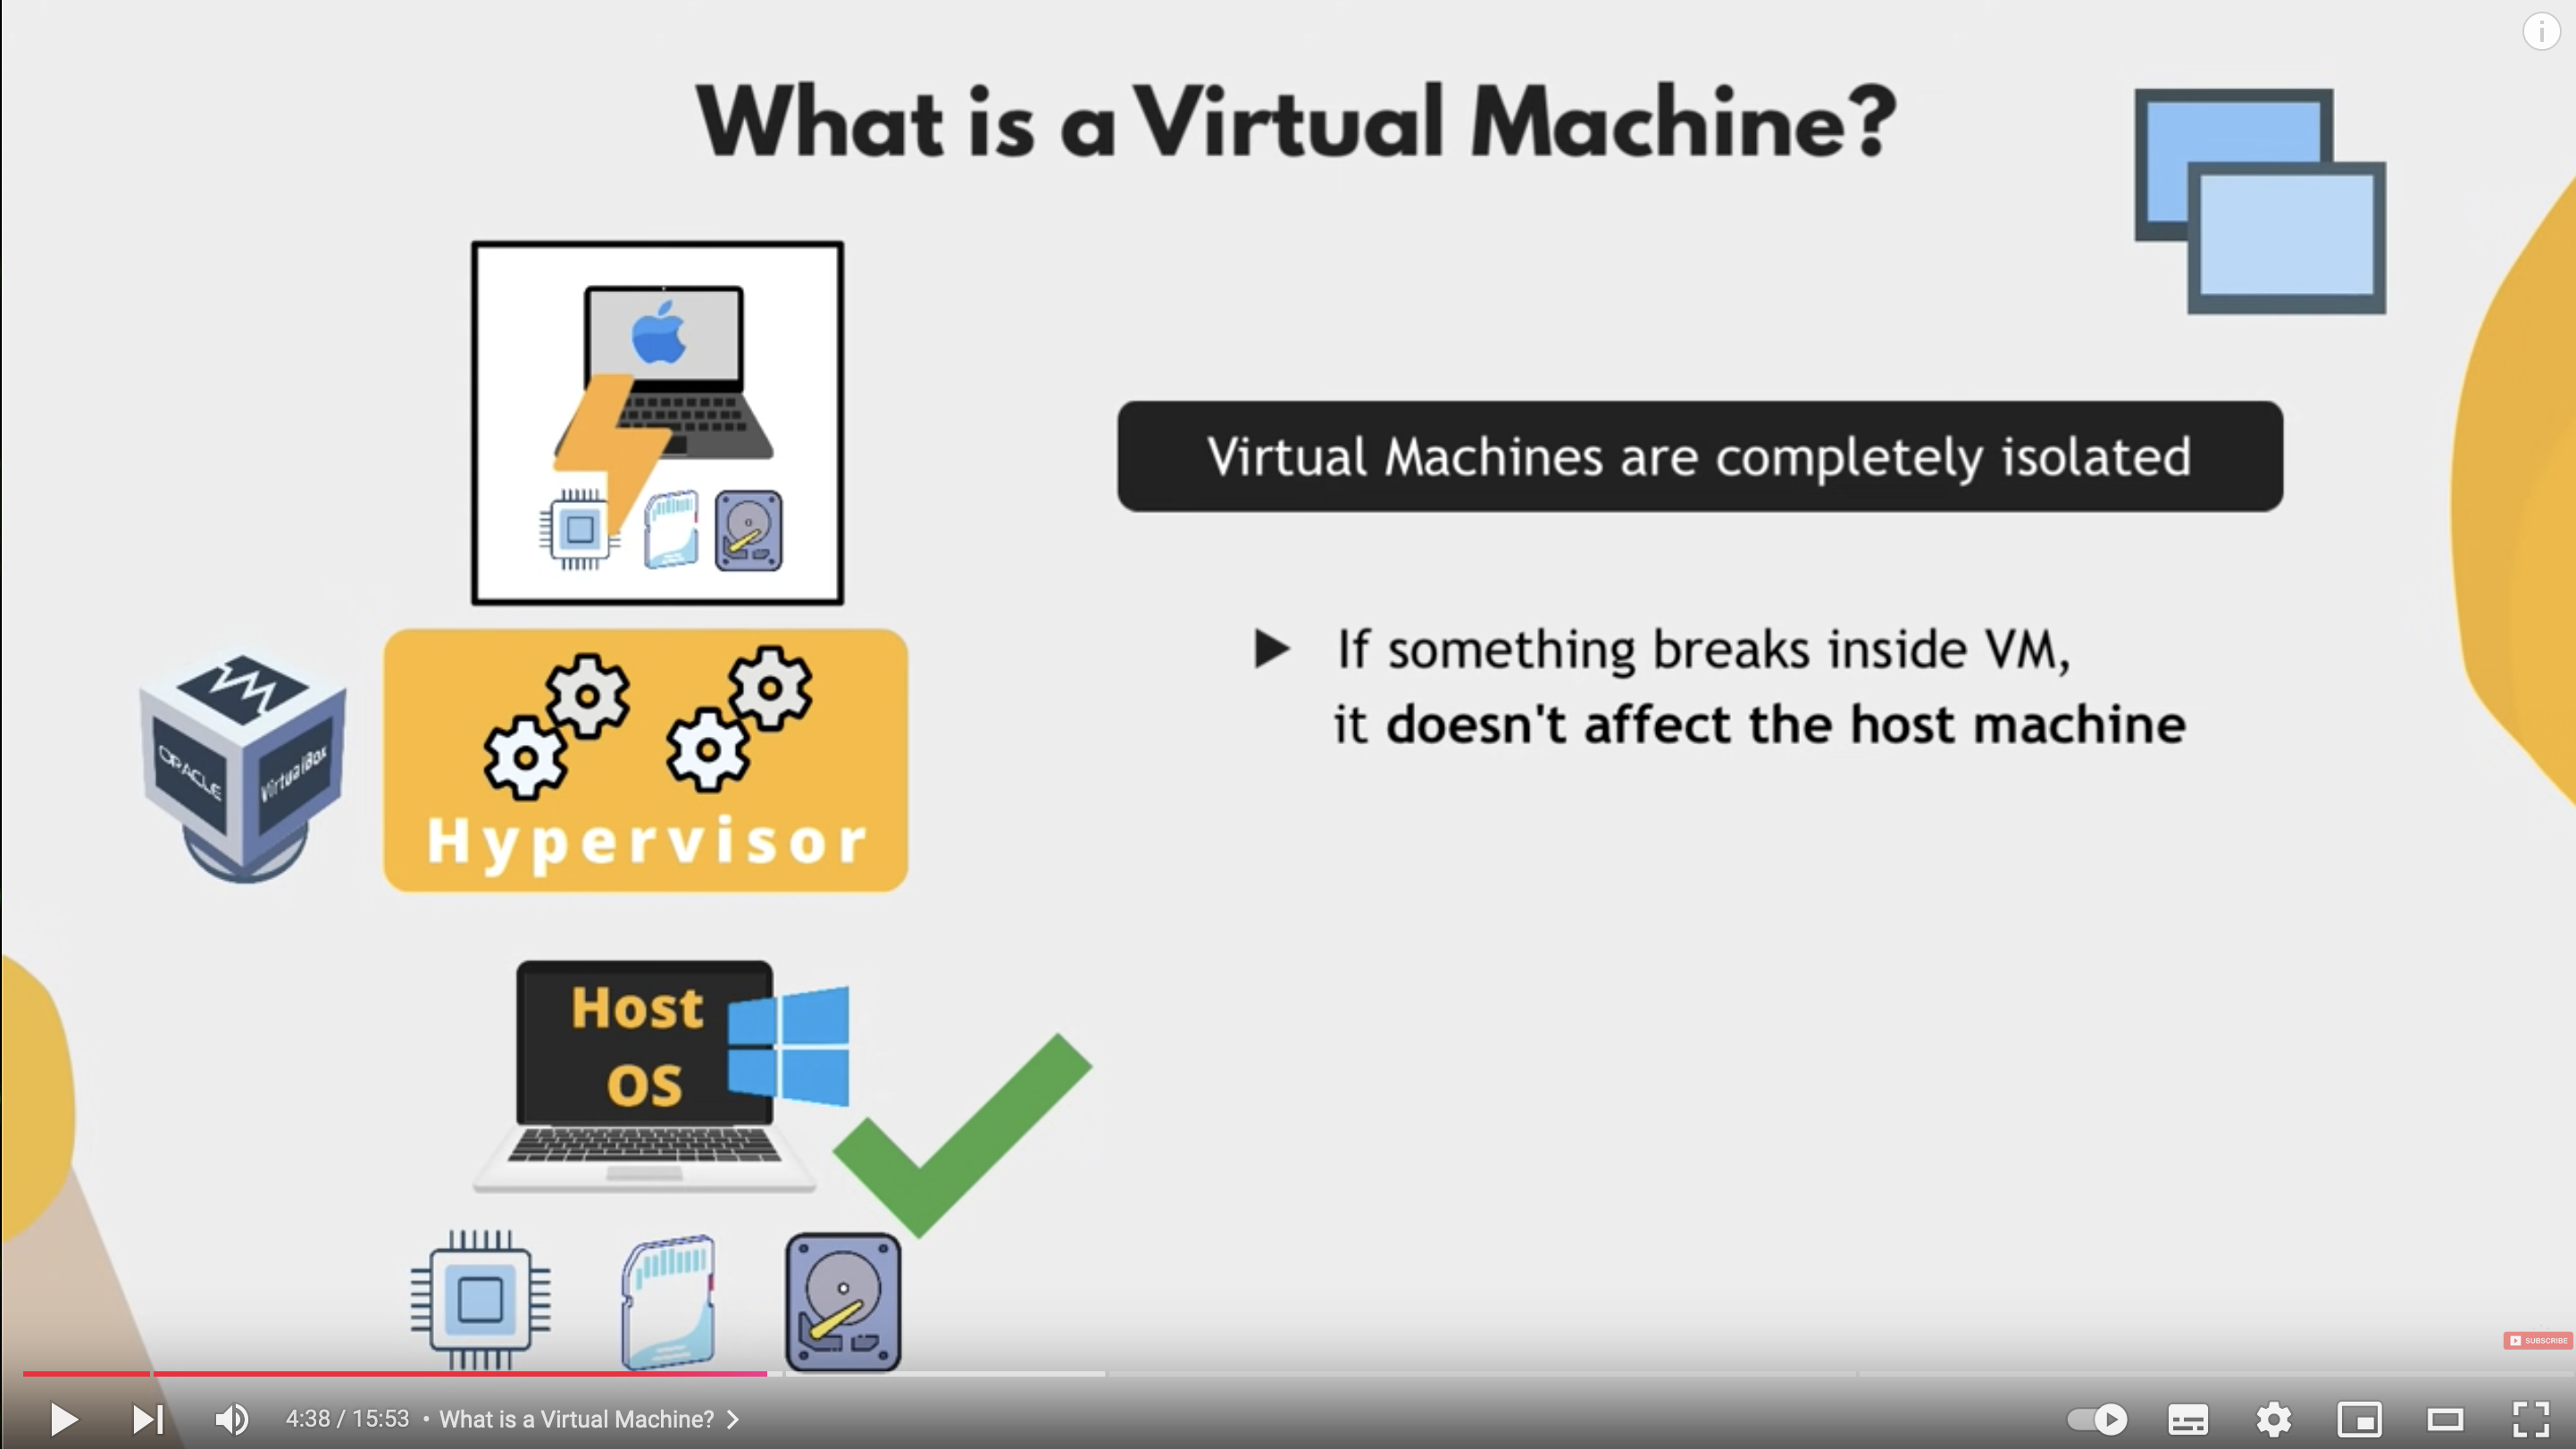 What is a Virtual Machine?
Virtual Machines are completely isolated
If something breaks inside VM,
it doesn't affect the host machine
ORACLE
VirtualBox
Hypervisor
Host
OS
SUBSCRIBE
4:38 / 15:53 • What is a Virtual Machine?